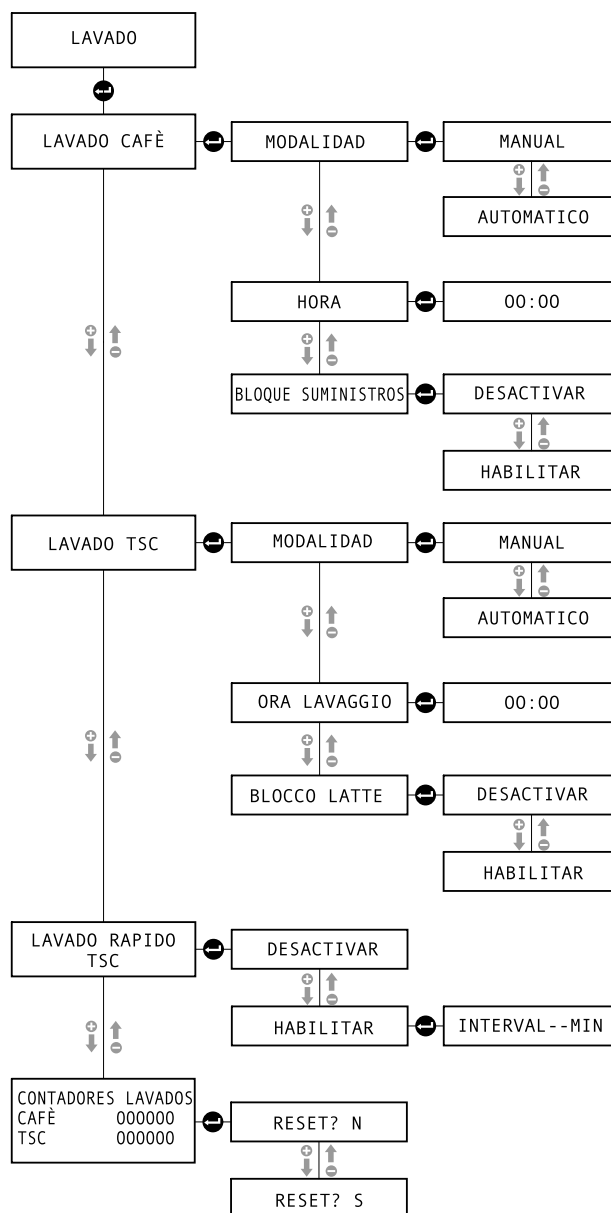 LAVADO
LAVADO CAFÈ
MODALIDAD
MANUAL
AUTOMATICO
HORA
00:00
BLOQUE SUMINISTROS
DESACTIVAR
HABILITAR
LAVADO TSC
MODALIDAD
MANUAL
AUTOMATICO
ORA LAVAGGIO
00:00
BLOCCO LATTE
DESACTIVAR
HABILITAR
LAVADO RAPIDO
TSC
DESACTIVAR
HABILITAR
INTERVAL--MIN
CONTADORES LAVADOS
CAFÈ 000000
TSC 000000
RESET? N
RESET? S